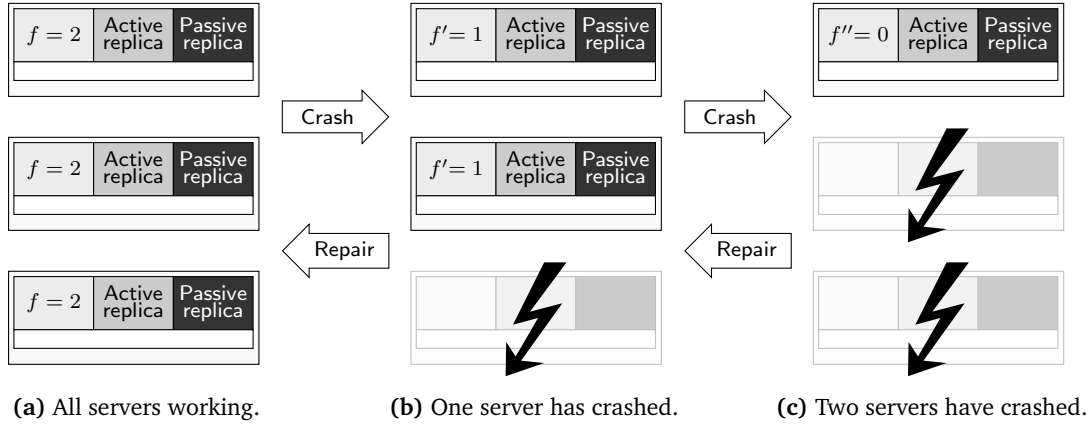 f = 2 Active replica Passive replica
f = 2 Active replica Passive replica
f = 2 Active replica Passive replica
Crash
Repair
f′= 1 Active replica Passive replica
f′= 1 Active replica Passive replica
Crash
Repair
f′′= 0 Active replica Passive replica
(a) All servers working.
(b) One server has crashed.
(c) Two servers have crashed.